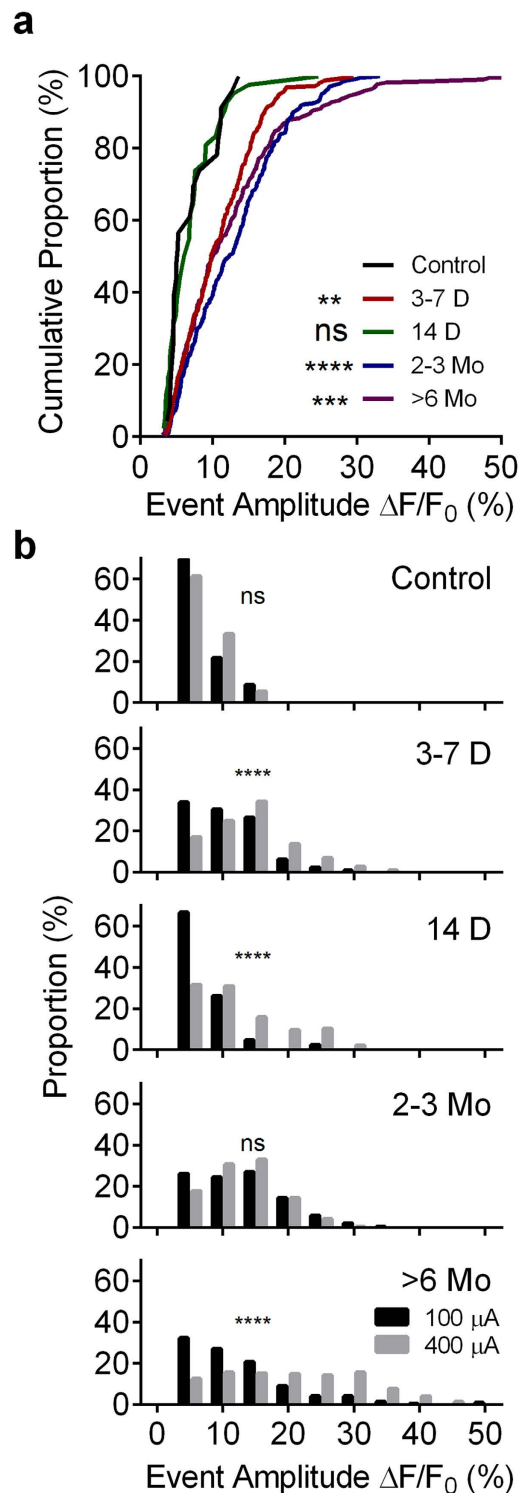 a
Cumulative Proportion (%)
100
80
60
40
20
0
Control
** 3-7 D
ns 14 D
**** 2-3 Mo
*** >6 Mo
0 10 20 30 40 50
Event Amplitude ΔF/F₀ (%)
b
Proportion (%)
60
40
20
0
ns
Control
60
40
20
0
****
3-7 D
60
40
20
0
****
14 D
60
40
20
0
ns
2-3 Mo
60
40
20
0
****
>6 Mo
100 µA
400 µA
0 10 20 30 40 50
Event Amplitude ΔF/F₀ (%)